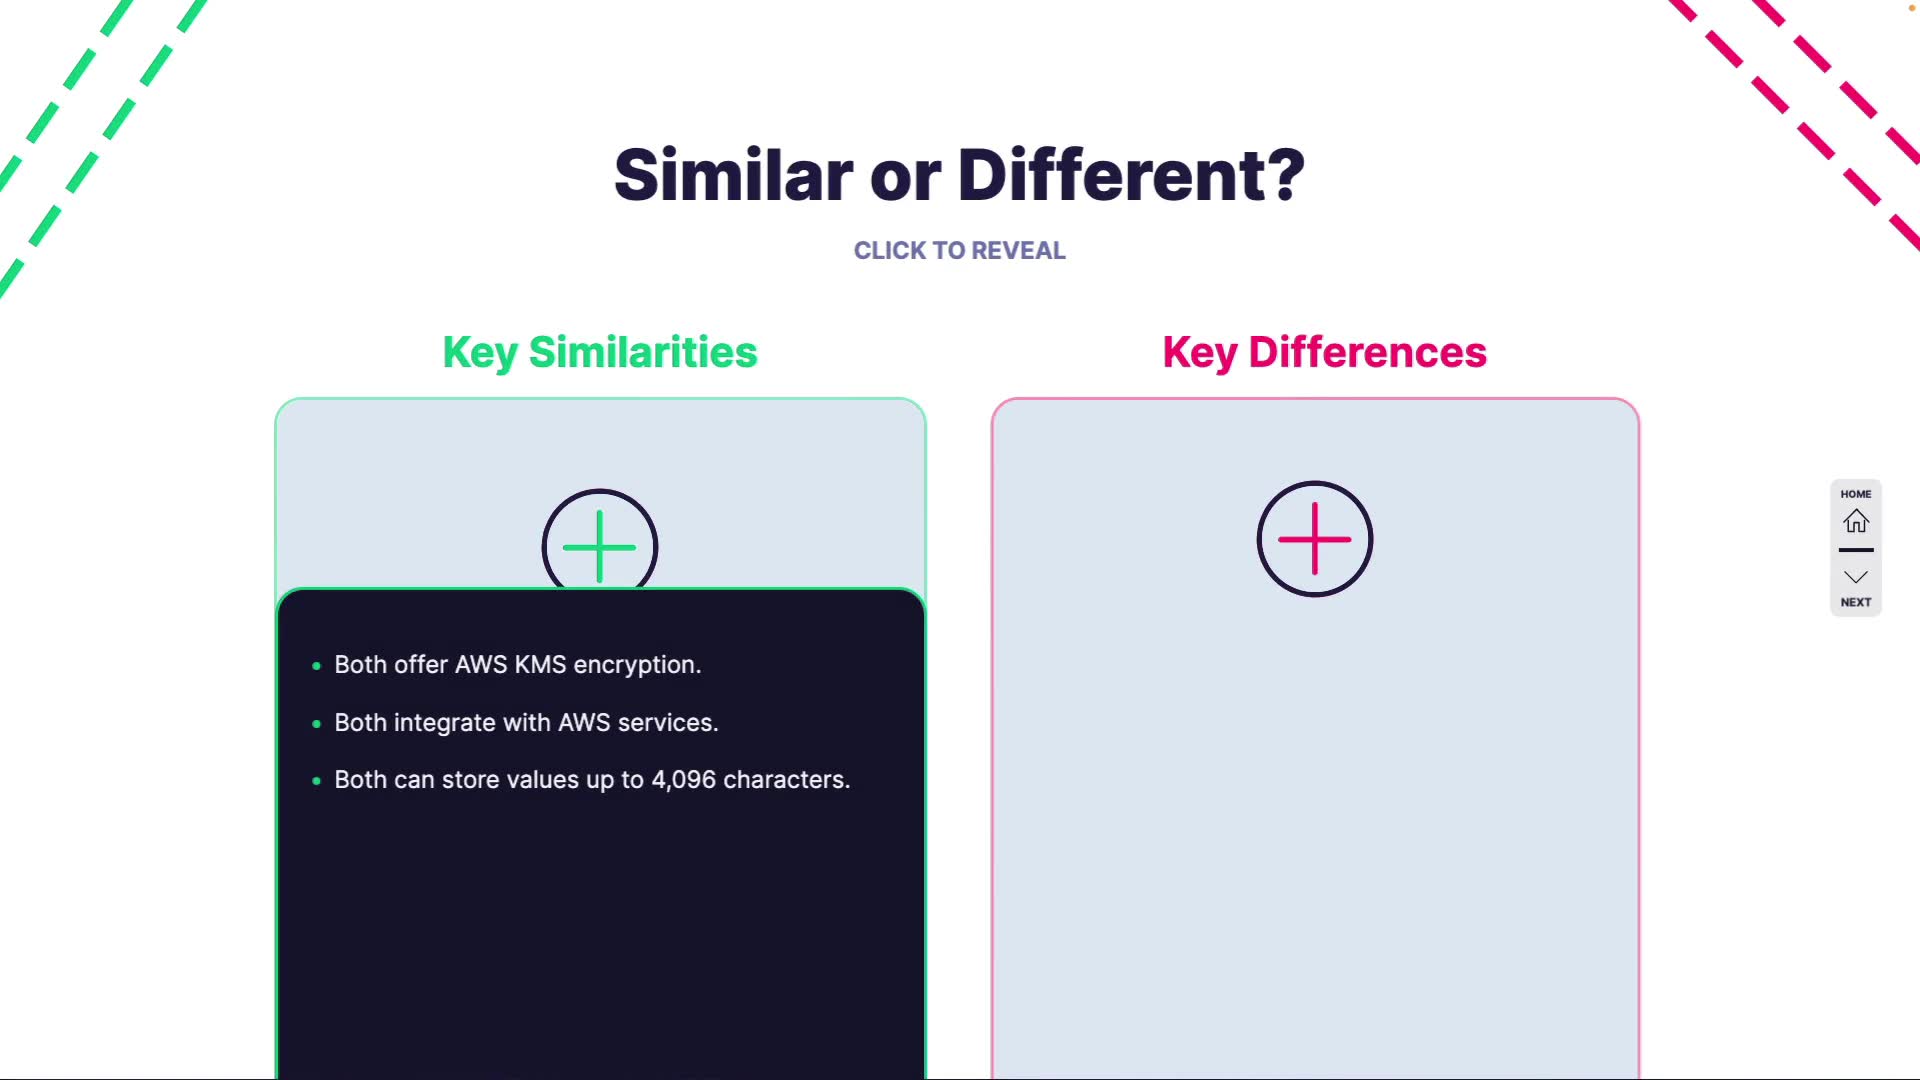 Similar or Different?
CLICK TO REVEAL
Key Similarities
Both offer AWS KMS encryption.
Both integrate with AWS services.
Both can store values up to 4,096 characters.
Key Differences
HOME
NEXT